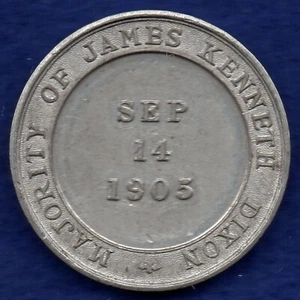 MAJORITY OF JAMES KENNETH DIXON
SEP
14
1905